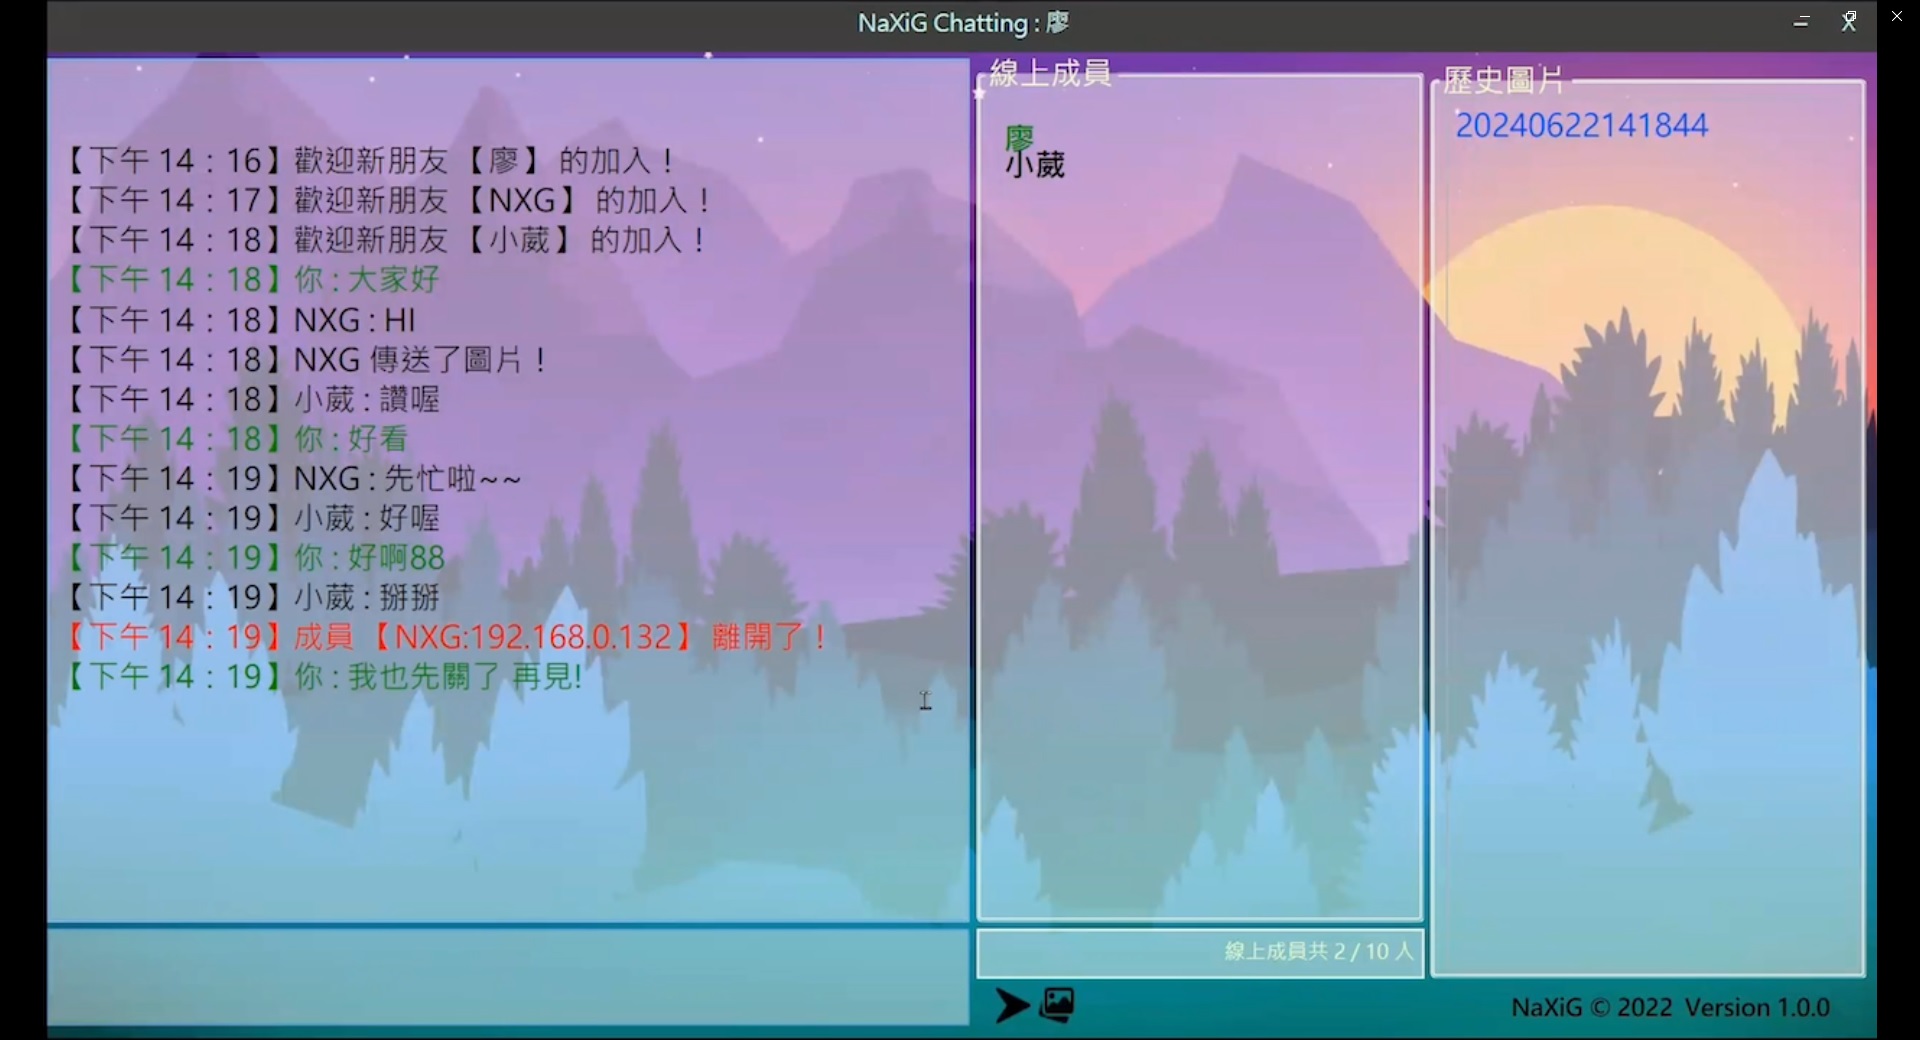 NaXiG Chatting : 廖
【下午 14：16】歡迎新朋友 【廖】 的加入！
【下午 14：17】歡迎新朋友 【NXG】 的加入！
【下午 14：18】歡迎新朋友 【小葳】 的加入！
【下午 14：18】你 : 大家好
【下午 14：18】NXG : HI
【下午 14：18】NXG 傳送了圖片！
【下午 14：18】小葳 : 讚喔
【下午 14：18】你 : 好看
【下午 14：19】NXG : 先忙啦~~
【下午 14：19】小葳 : 好喔
【下午 14：19】你 : 好啊88
【下午 14：19】小葳 : 掰掰
【下午 14：19】成員 【NXG:192.168.0.132】 離開了！
【下午 14：19】你 : 我也先關了 再見!
線上成員
廖
小葳
線上成員共 2 / 10 人
歷史圖片
20240622141844
NaXiG © 2022 Version 1.0.0